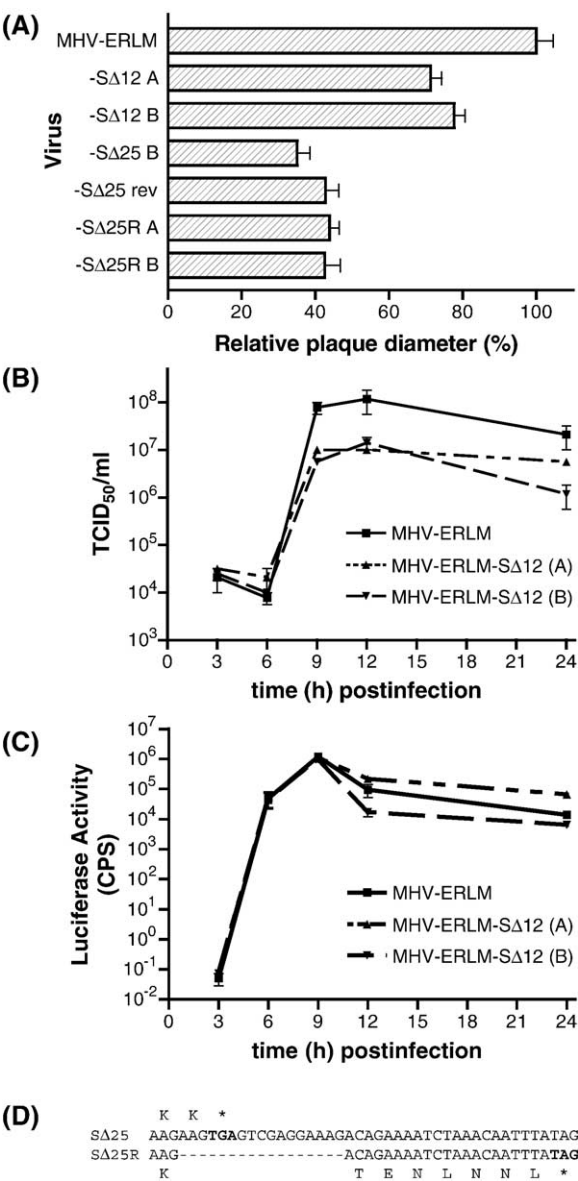 (A)
MHV-ERLM
-SΔ12 A
-SΔ12 B
-SΔ25 B
-SΔ25 rev
-SΔ25R A
-SΔ25R B
Virus
0 20 40 60 80 100
Relative plaque diameter (%)
(B)
10^8
10^7
10^6
10^5
10^4
10^3
TCID50/ml
MHV-ERLM
MHV-ERLM-SΔ12 (A)
MHV-ERLM-SΔ12 (B)
0 3 6 9 12 15 18 21 24
time (h) postinfection
(C)
10^7
10^6
10^5
10^4
10^3
10^2
10^1
10^0
10^-1
10^-2
Luciferase Activity
(CPS)
MHV-ERLM
MHV-ERLM-SΔ12 (A)
MHV-ERLM-SΔ12 (B)
0 3 6 9 12 15 18 21 24
time (h) postinfection
(D)
K K *
SΔ25 AAGAAGTGAGTCGAGGAAAGACAGAAAATCTAAACAATTTATAG
SΔ25R AAG-----------------ACAGAAAATCTAAACAATTTATAG
K T E N L N N L *